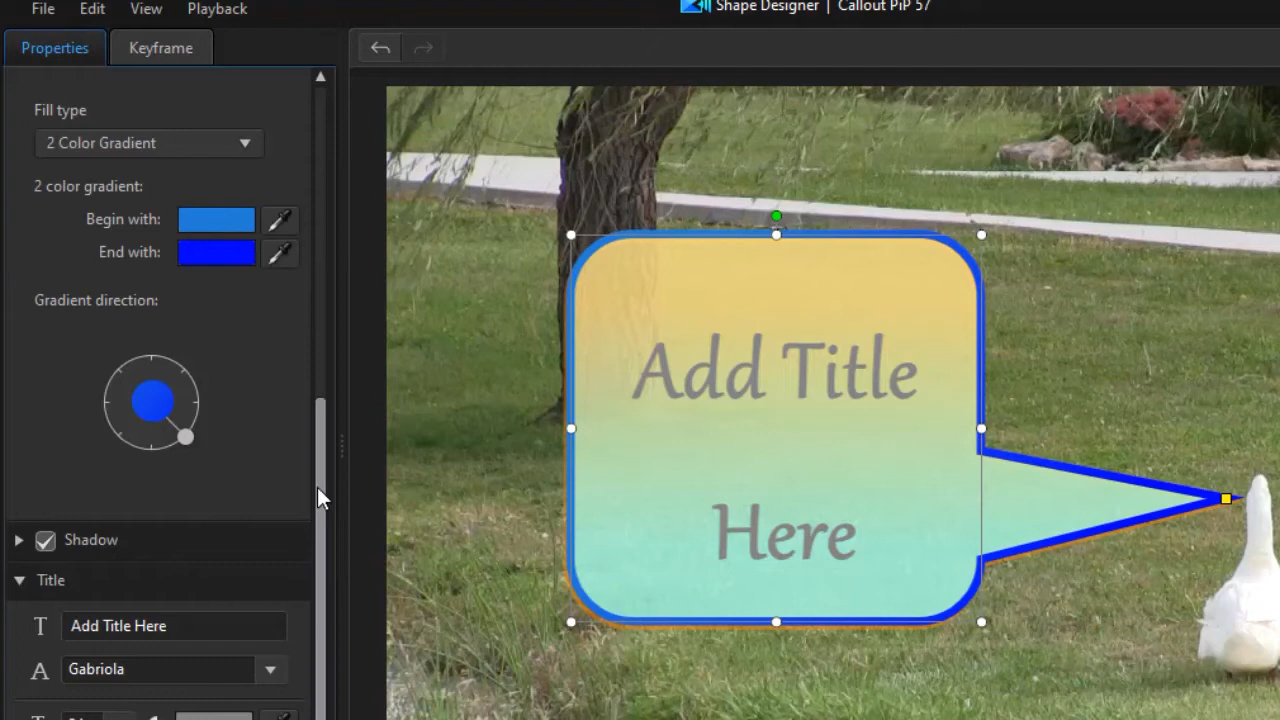 File Edit View Playback
Shape Designer | Callout PiP 57
Properties Keyframe
Fill type
2 Color Gradient
2 color gradient:
Begin with:
End with:
Gradient direction:
Add Title
Here
Shadow
Title
T Add Title Here
A Gabriola